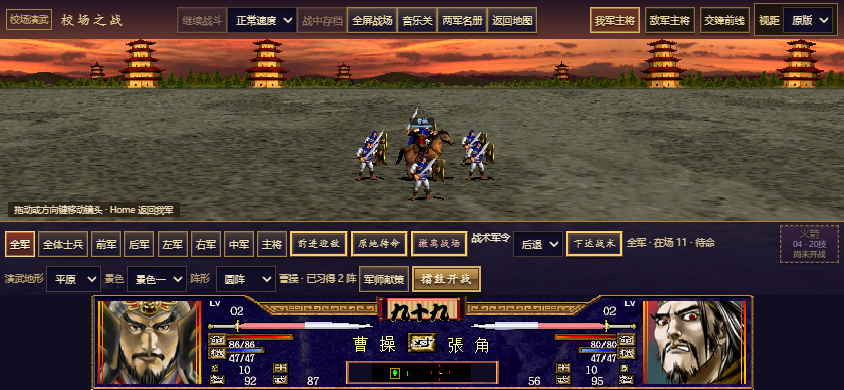 校场演武 校场之战 继续战斗 正常速度 战中存档 全屏战场 音乐关 两军名册 返回地图 我军主将 敌军主将 交锋前线 视距 原版
曹操
拖动或方向键移动镜头 · Home 返回我军
全军 全体士兵 前军 后军 左军 右军 中军 主将 前进迎敌 原地待命 撤离战场 战术军令 后退 下达战术 全军 · 在场 11 · 待命
火箭
04 · 20技
尚未开战
演武地形 平原 景色 景色一 阵形 圆阵 曹操 · 已习得 2 阵 军师献策 擂鼓开战
LV 02 九十九 LV 02
86/86 曹操 对 張角 80/80
47/47 47/47
10 10
92 87 56 95